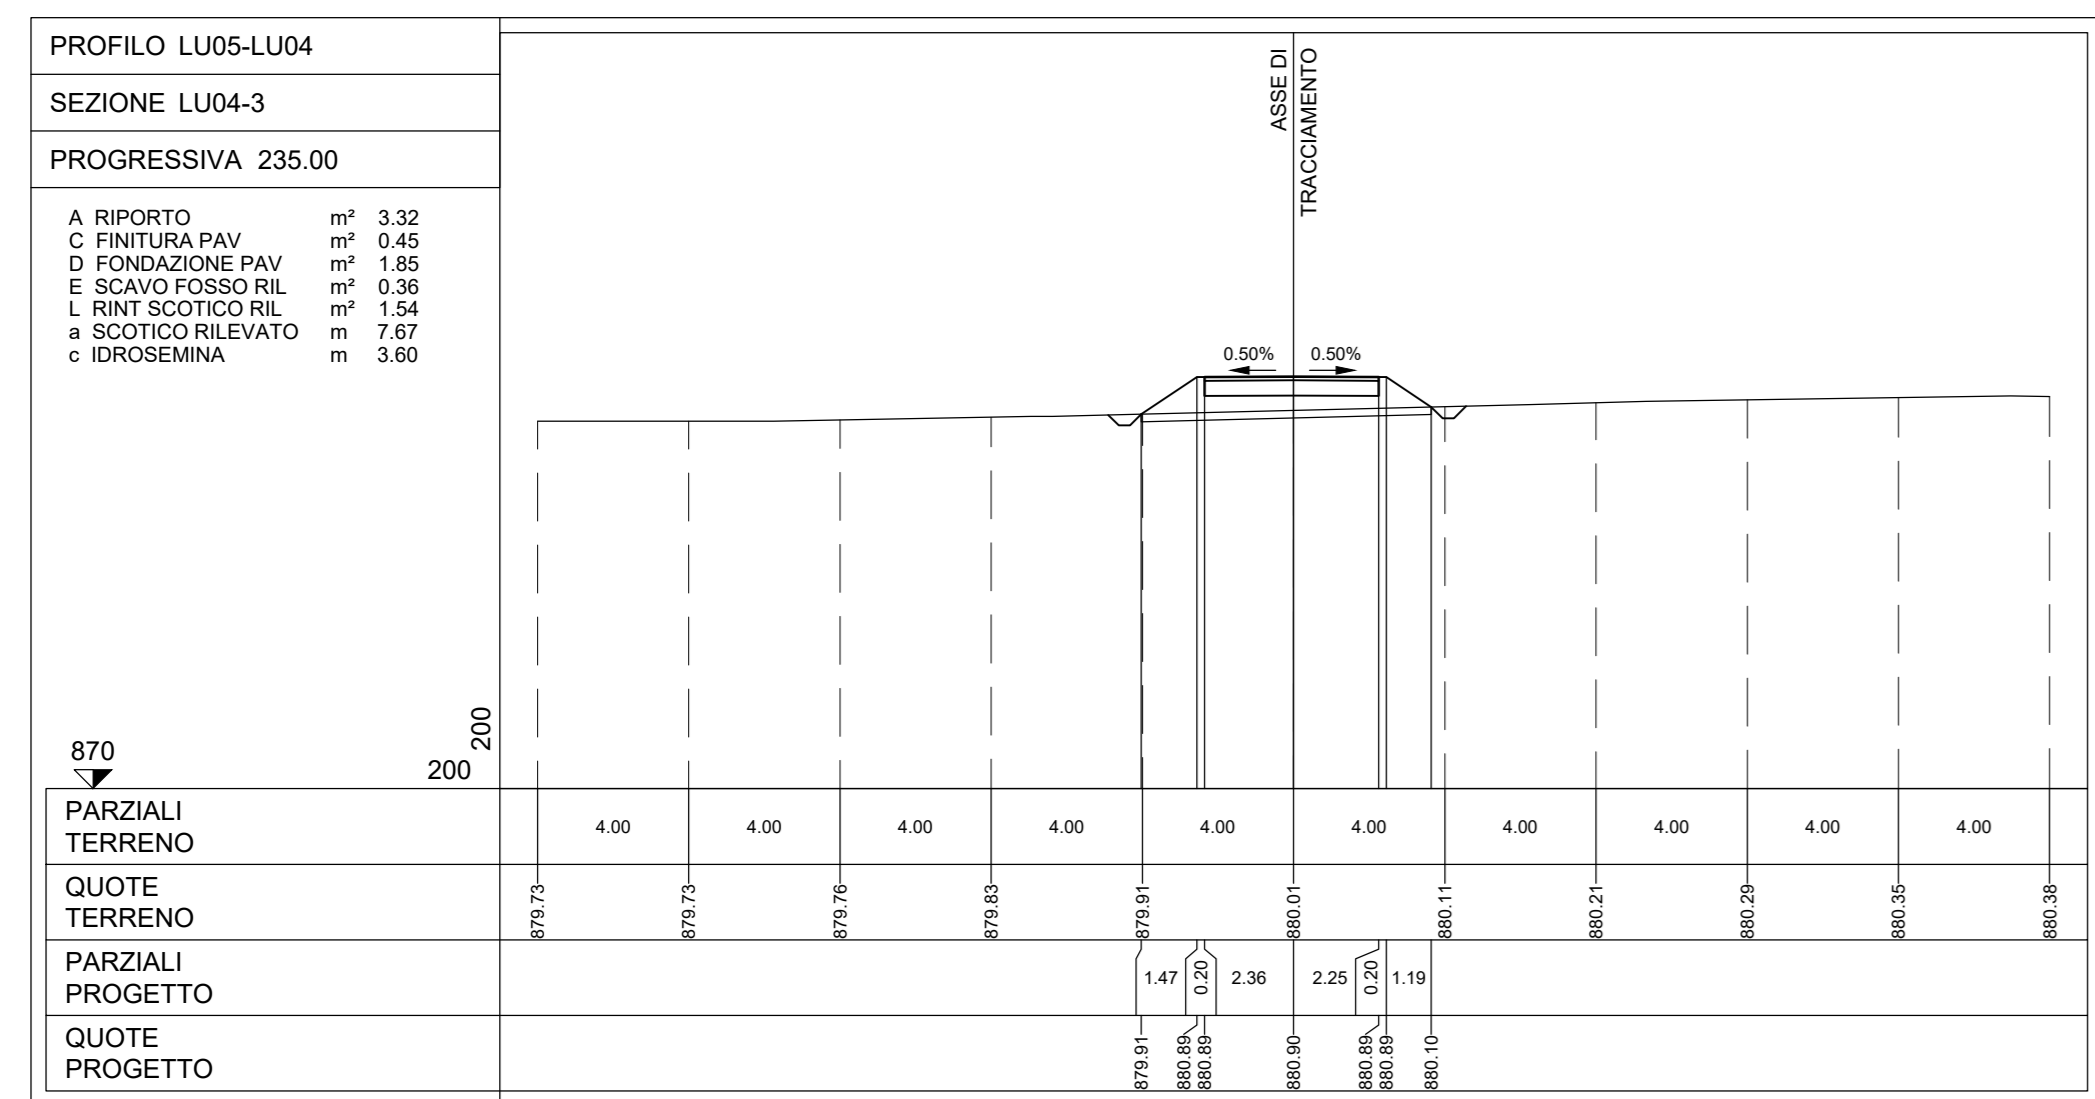 PROFILO LU05-LU04
SEZIONE LU04-3
PROGRESSIVA 235.00
A RIPORTO m² 3.32
C FINITURA PAV m² 0.45
D FONDAZIONE PAV m² 1.85
E SCAVO FOSSO RIL m² 0.36
L RINT SCOTICO RIL m² 1.54
a SCOTICO RILEVATO m 7.67
c IDROSEMINA m 3.60
ASSE DI
TRACCIAMENTO
0.50% 0.50%
870
200
200
PARZIALI
TERRENO
4.00 4.00 4.00 4.00 4.00 4.00 4.00 4.00 4.00 4.00
QUOTE
TERRENO
879.73 879.73 879.76 879.83 879.91 880.01 880.11 880.21 880.29 880.35 880.38
PARZIALI
PROGETTO
1.47 0.20 2.36 2.25 0.20 1.19
QUOTE
PROGETTO
879.91 880.89 880.89 880.90 880.89 880.89 880.10